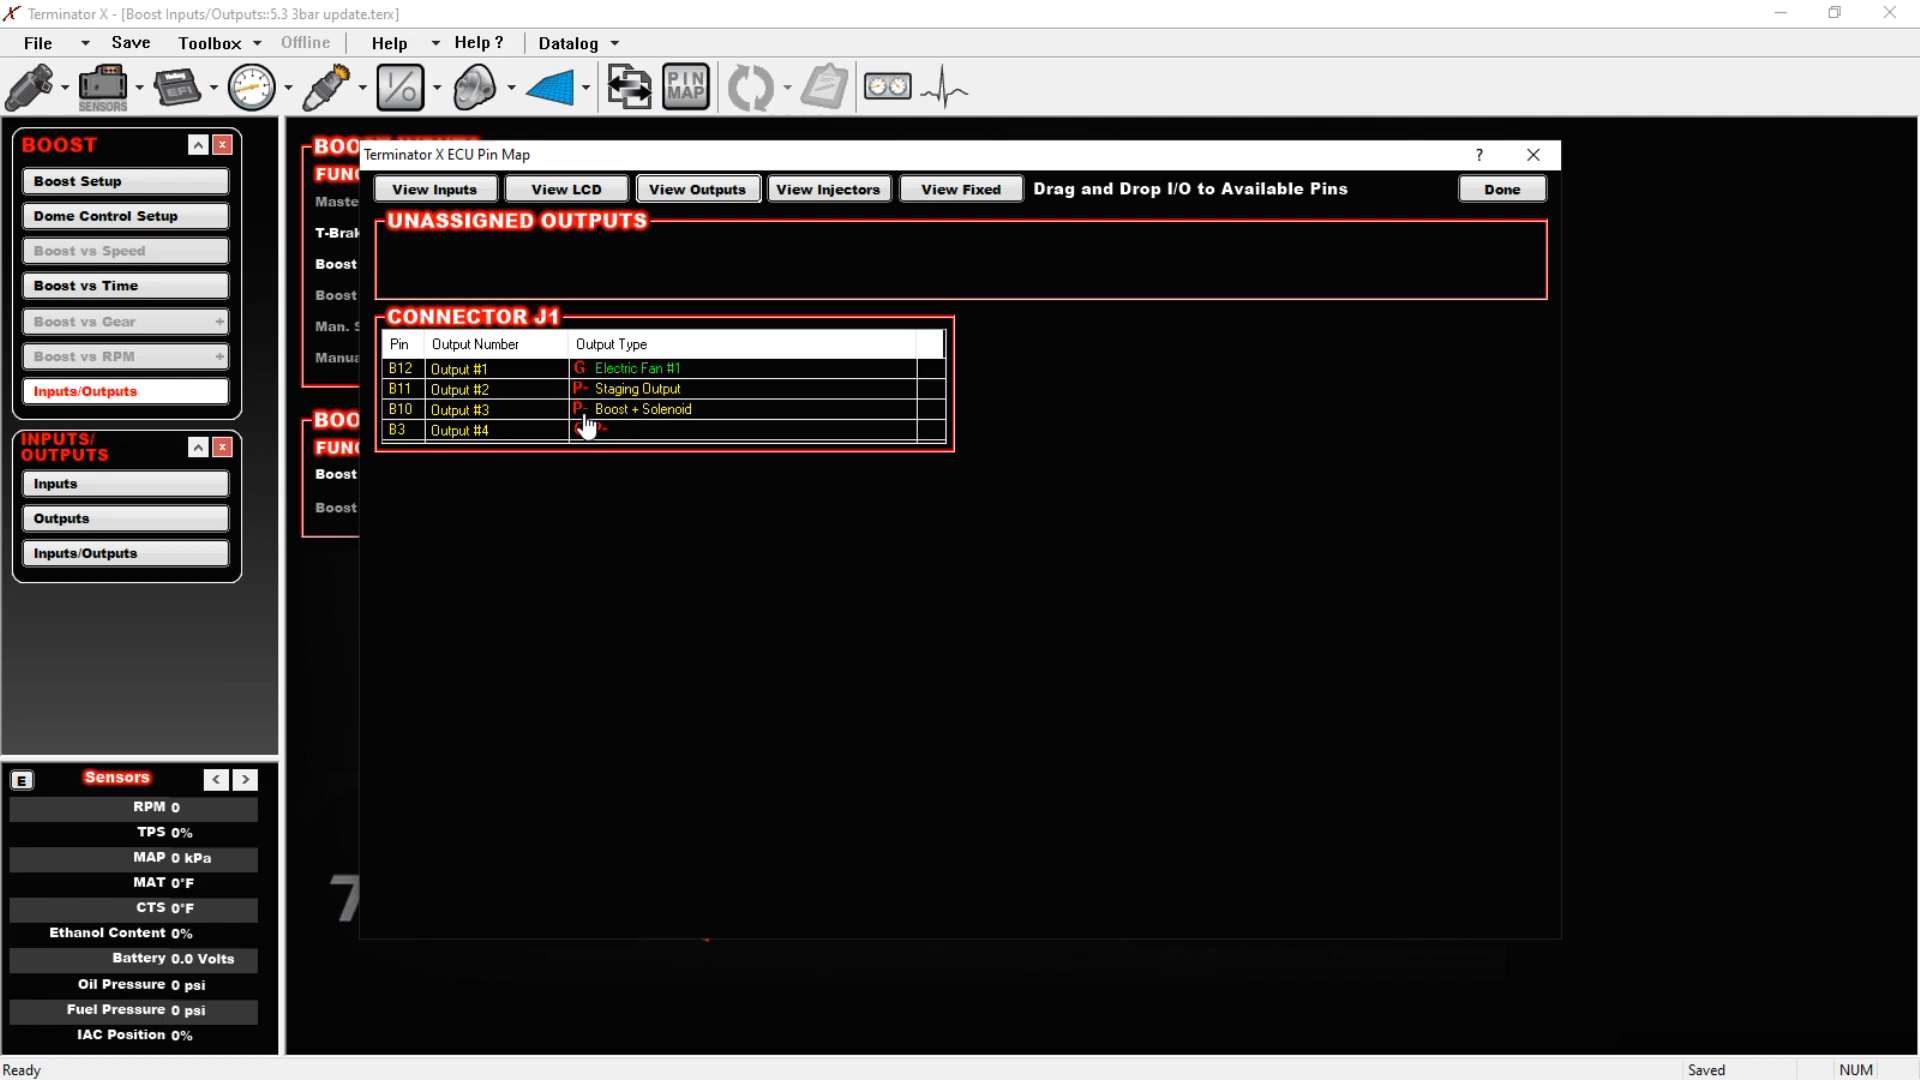 Terminator X - [Boost Inputs/Outputs::5.3 3bar update.terx]
File Save Toolbox Offline Help Help ? Datalog
SENSORS
EFI
I/O
PIN MAP
BOOST
Boost Setup
Dome Control Setup
Boost vs Speed
Boost vs Time
Boost vs Gear +
Boost vs RPM +
Inputs/Outputs
INPUTS/
OUTPUTS
Inputs
Outputs
Inputs/Outputs
E Sensors < >
RPM 0
TPS 0%
MAP 0 kPa
MAT 0°F
CTS 0°F
Ethanol Content 0%
Battery 0.0 Volts
Oil Pressure 0 psi
Fuel Pressure 0 psi
IAC Position 0%
BOO
FUNC
Maste
T-Brak
Boost
Boost
Man. S
Manua
BOO
FUNC
Boost
Boost
Terminator X ECU Pin Map ?
View Inputs View LCD View Outputs View Injectors View Fixed Drag and Drop I/O to Available Pins Done
UNASSIGNED OUTPUTS
CONNECTOR J1
Pin Output Number Output Type
B12 Output #1 G Electric Fan #1
B11 Output #2 P- Staging Output
B10 Output #3 P- Boost + Solenoid
B3 Output #4 P-
7
Ready Saved NUM